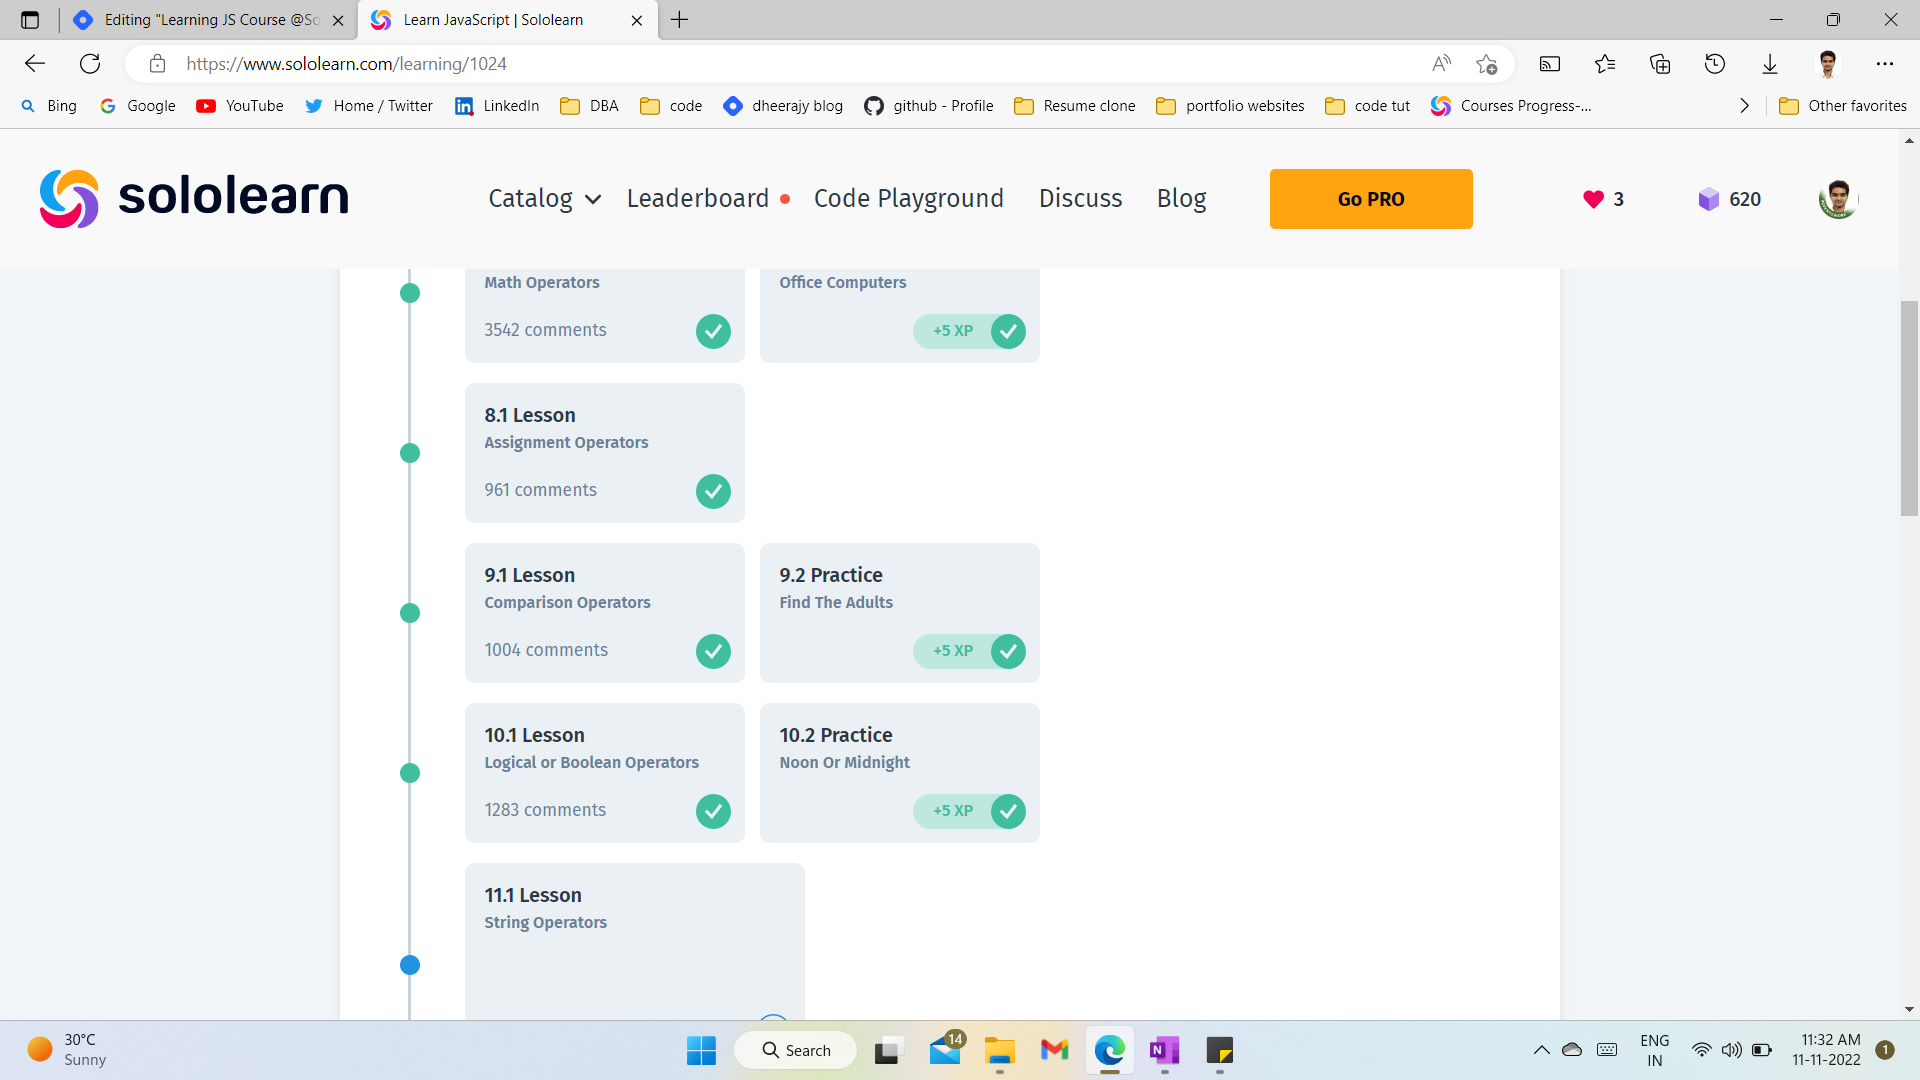 Editing "Learning JS Course @So
Learn JavaScript | Sololearn
https://www.sololearn.com/learning/1024
Bing Google YouTube Home / Twitter LinkedIn DBA code dheerajy blog github - Profile Resume clone portfolio websites code tut Courses Progress-... Other favorites
sololearn Catalog Leaderboard Code Playground Discuss Blog Go PRO 3 620
Math Operators
3542 comments
Office Computers
+5 XP
8.1 Lesson
Assignment Operators
961 comments
9.1 Lesson
Comparison Operators
1004 comments
9.2 Practice
Find The Adults
+5 XP
10.1 Lesson
Logical or Boolean Operators
1283 comments
10.2 Practice
Noon Or Midnight
+5 XP
11.1 Lesson
String Operators
30°C
Sunny
Search
14
ENG
IN
11:32 AM
11-11-2022
1